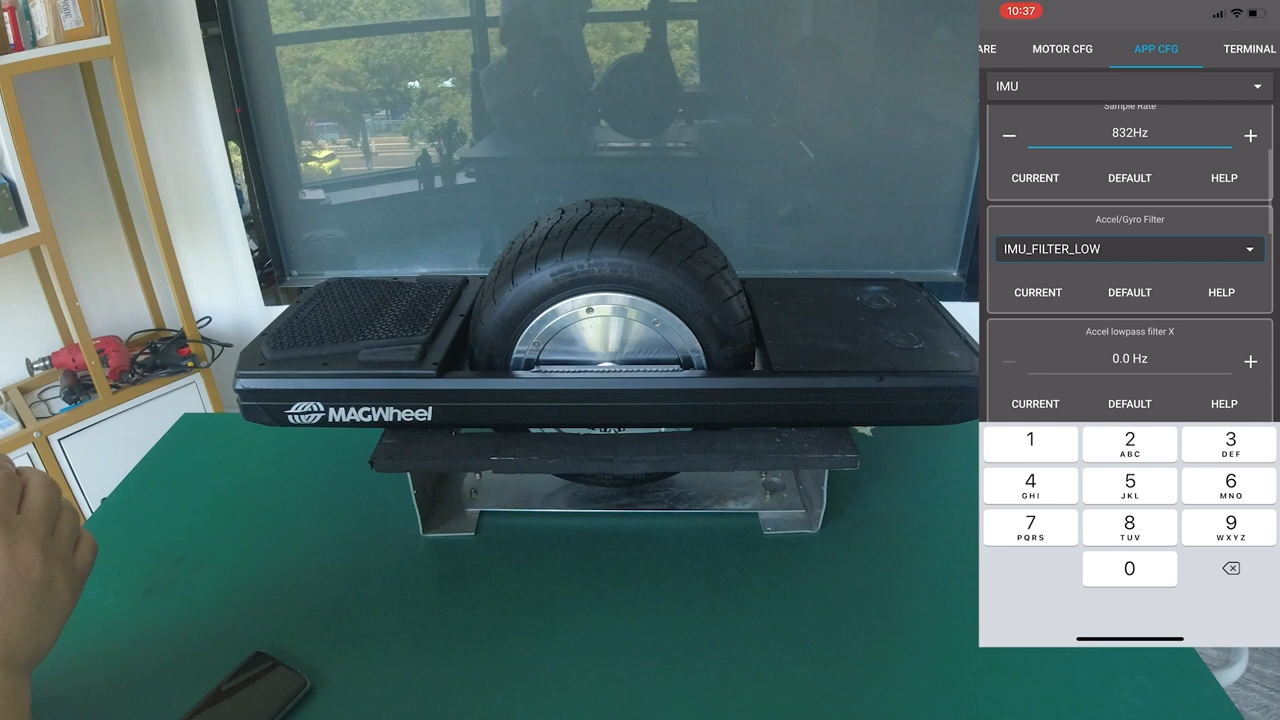 10:37
ARE MOTOR CFG APP CFG TERMINAL
IMU
Sample Rate
832Hz
CURRENT DEFAULT HELP
Accel/Gyro Filter
IMU_FILTER_LOW
CURRENT DEFAULT HELP
Accel lowpass filter X
0.0 Hz
CURRENT DEFAULT HELP
1 2 3
ABC DEF
4 5 6
GHI JKL MNO
7 8 9
PQRS TUV WXYZ
0
MAGWheel